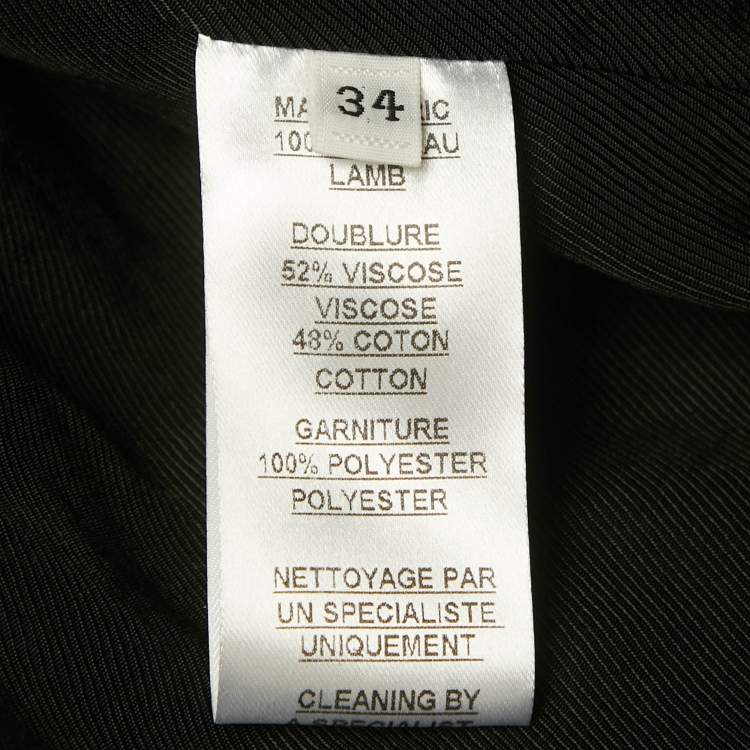 34
LAMB
DOUBLURE
52% VISCOSE
VISCOSE
48% COTON
COTTON
GARNITURE
100% POLYESTER
POLYESTER
NETTOYAGE PAR
UN SPECIALISTE
UNIQUEMENT
CLEANING BY
A SPECIALIST